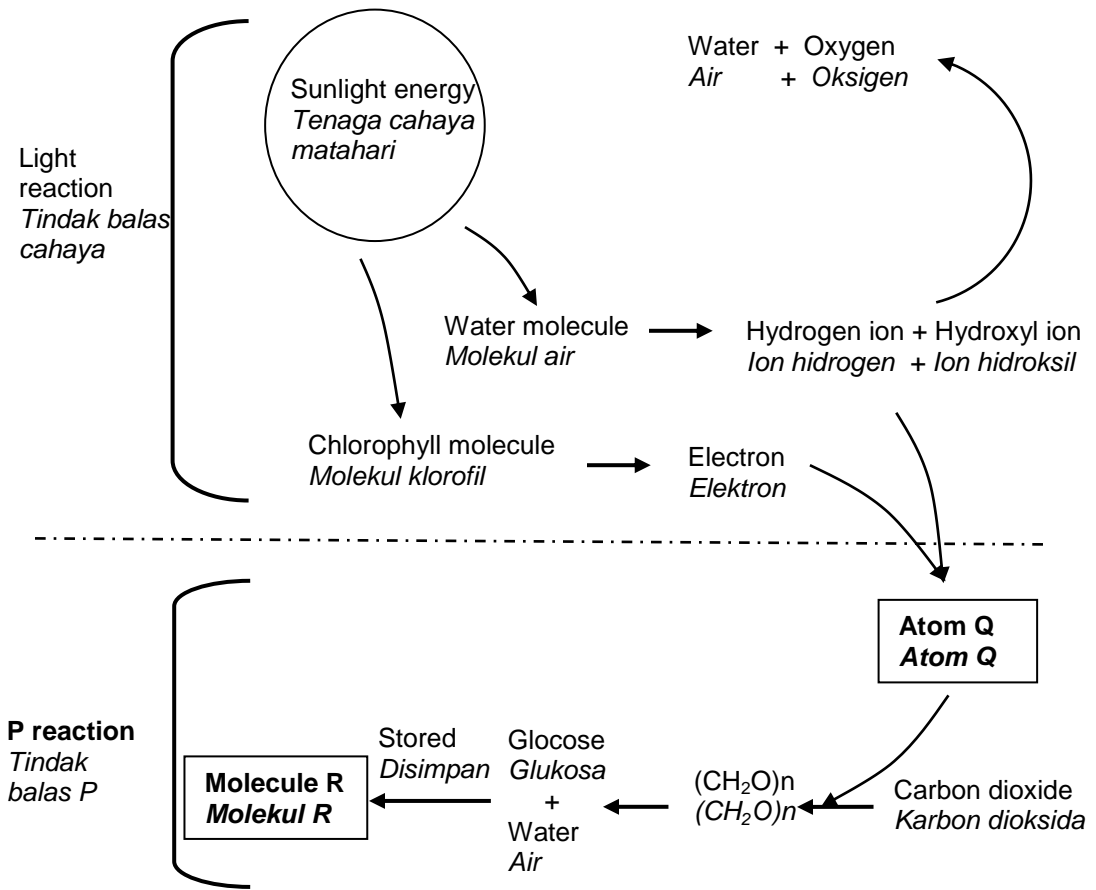 Sunlight energy
Tenaga cahaya
matahari
Water + Oxygen
Air + Oksigen
Light
reaction
Tindak balas
cahaya
Water molecule
Molekul air
Hydrogen ion + Hydroxyl ion
Ion hidrogen + Ion hidroksil
Chlorophyll molecule
Molekul klorofil
Electron
Elektron
Atom Q
Atom Q
P reaction
Tindak
balas P
Molecule R
Molekul R
Stored
Disimpan
Glocose
Glukosa
+
Water
Air
(CH₂O)n
(CH₂O)n
Carbon dioxide
Karbon dioksida